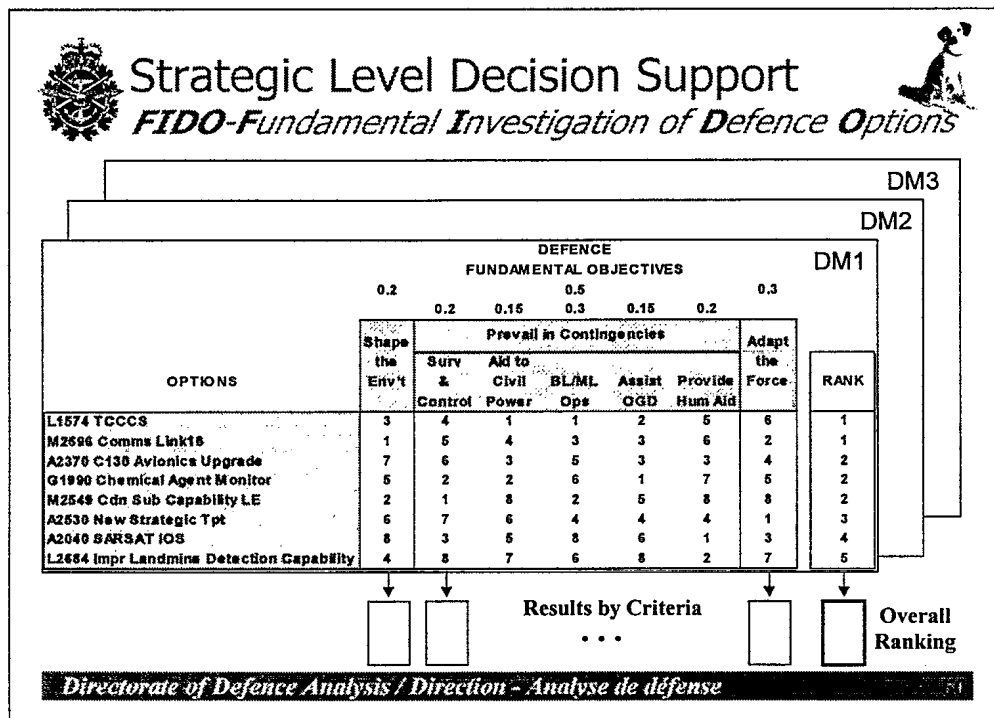 Strategic Level Decision Support
FIDO-Fundamental Investigation of Defence Options
DM3
DM2
DM1
DEFENCE
FUNDAMENTAL OBJECTIVES
0.2 0.5 0.3
0.2 0.15 0.3 0.15 0.2
Shape the Env't
Prevail in Contingencies
Adapt the Force
OPTIONS
Surv & Control
Aid to Civil Power
BL/ML Ops
Assist OGD
Provide Hum Aid
RANK
L1574 TCCCS 3 4 1 1 2 5 6 1
M2596 Comms Link16 1 5 4 3 3 6 2 1
A2370 C130 Avionics Upgrade 7 6 3 5 3 3 4 2
G1990 Chemical Agent Monitor 5 2 2 6 1 7 5 2
M2549 Cdn Sub Capability LE 2 1 8 2 5 8 8 2
A2530 New Strategic Tpt 6 7 6 4 4 4 1 3
A2040 SARSAT IOS 8 3 5 8 6 1 3 4
L2684 Impr Landmine Detection Capability 4 8 7 6 8 2 7 5
Results by Criteria
• • •
Overall
Ranking
Directorate of Defence Analysis / Direction - Analyse de défense